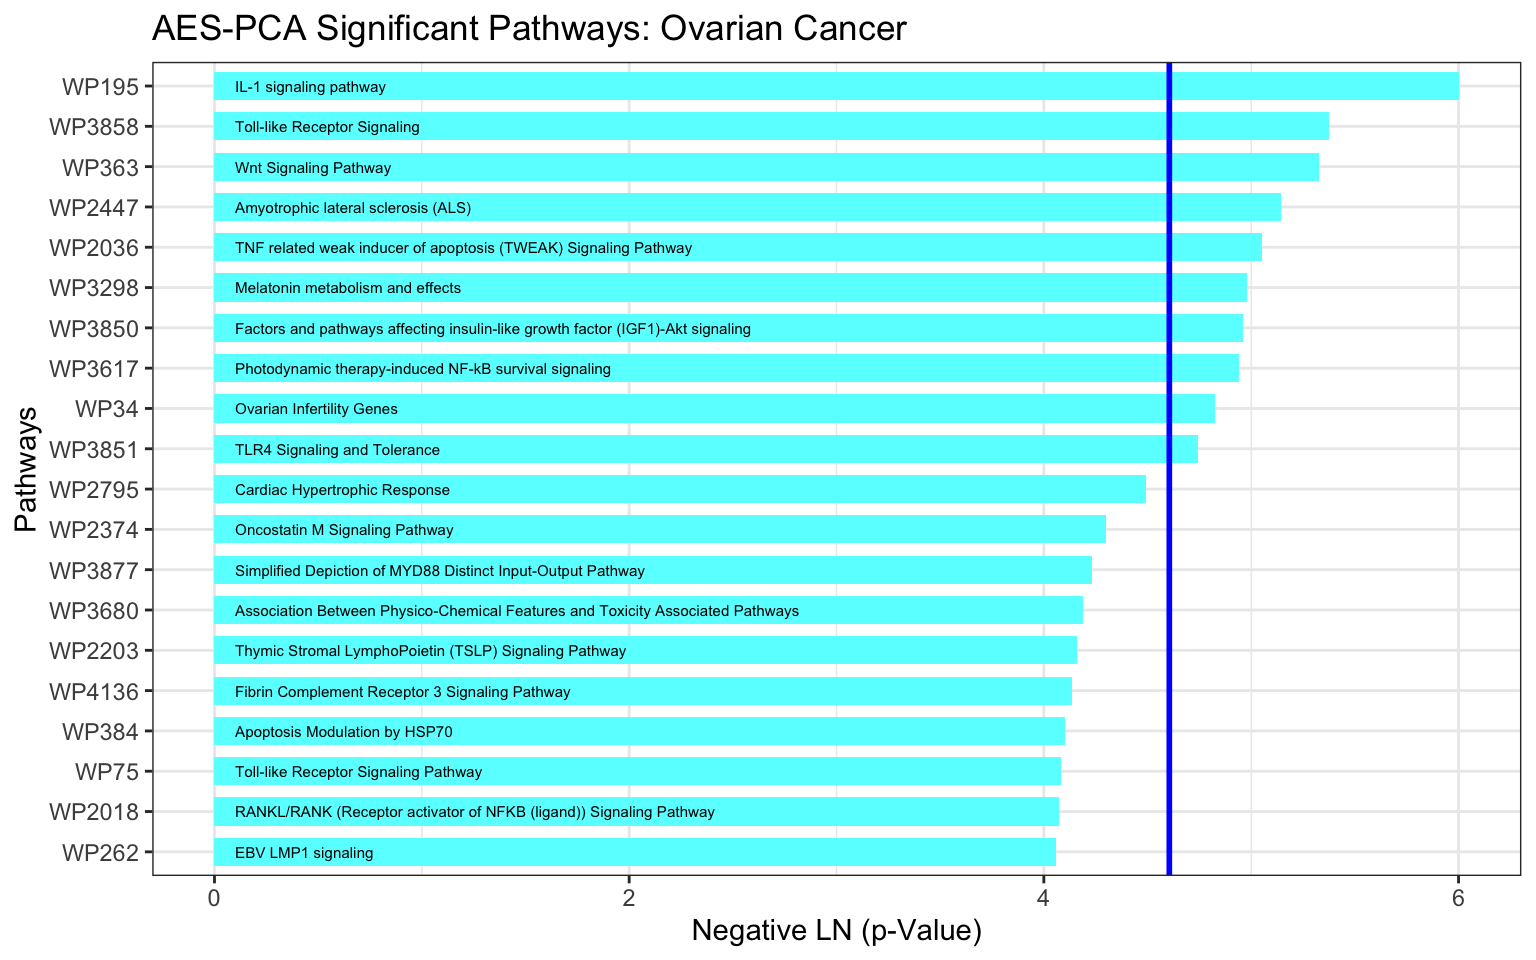 AES-PCA Significant Pathways: Ovarian Cancer
Pathways
WP195 IL-1 signaling pathway
WP3858 Toll-like Receptor Signaling
WP363 Wnt Signaling Pathway
WP2447 Amyotrophic lateral sclerosis (ALS)
WP2036 TNF related weak inducer of apoptosis (TWEAK) Signaling Pathway
WP3298 Melatonin metabolism and effects
WP3850 Factors and pathways affecting insulin-like growth factor (IGF1)-Akt signaling
WP3617 Photodynamic therapy-induced NF-kB survival signaling
WP34 Ovarian Infertility Genes
WP3851 TLR4 Signaling and Tolerance
WP2795 Cardiac Hypertrophic Response
WP2374 Oncostatin M Signaling Pathway
WP3877 Simplified Depiction of MYD88 Distinct Input-Output Pathway
WP3680 Association Between Physico-Chemical Features and Toxicity Associated Pathways
WP2203 Thymic Stromal LymphoPoietin (TSLP) Signaling Pathway
WP4136 Fibrin Complement Receptor 3 Signaling Pathway
WP384 Apoptosis Modulation by HSP70
WP75 Toll-like Receptor Signaling Pathway
WP2018 RANKL/RANK (Receptor activator of NFKB (ligand)) Signaling Pathway
WP262 EBV LMP1 signaling
0 2 4 6
Negative LN (p-Value)